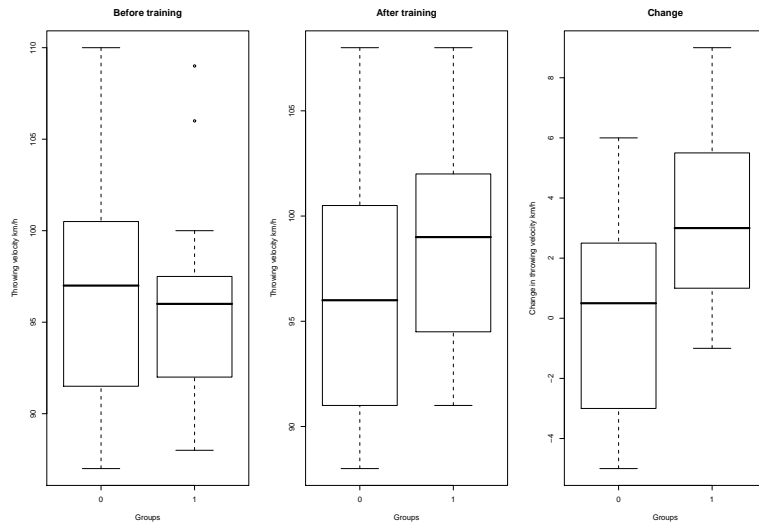 Before training
110
105
100
95
90
Throwing velocity km/h
0
1
Groups
After training
105
100
95
90
Throwing velocity km/h
0
1
Groups
Change
8
6
4
2
0
−2
−4
Change in throwing velocity km/h
0
1
Groups